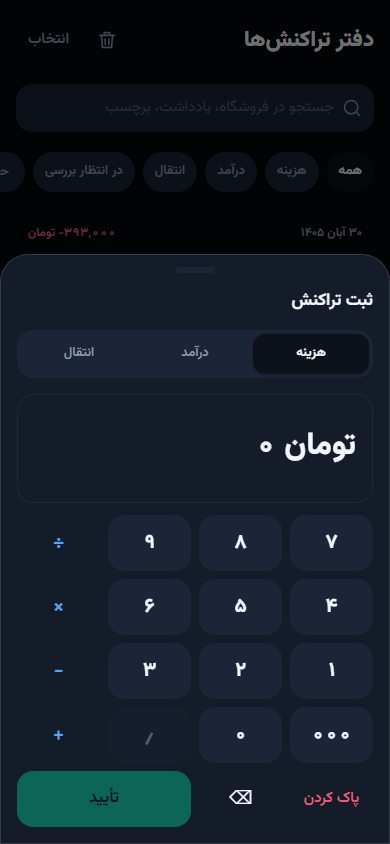 دفتر تراکنش‌ها
انتخاب
جستجو در فروشگاه، یادداشت، برچسب
همه
هزینه
درآمد
انتقال
در انتظار بررسی
۳۰ آبان ۱۴۰۵
-۳۹۳,۰۰۰ تومان
ثبت تراکنش
هزینه
درآمد
انتقال
تومان ۰
۷ ۸ ۹ ÷
۴ ۵ ۶ ×
۱ ۲ ۳ −
۰۰۰ ۰ / +
پاک کردن
تأیید